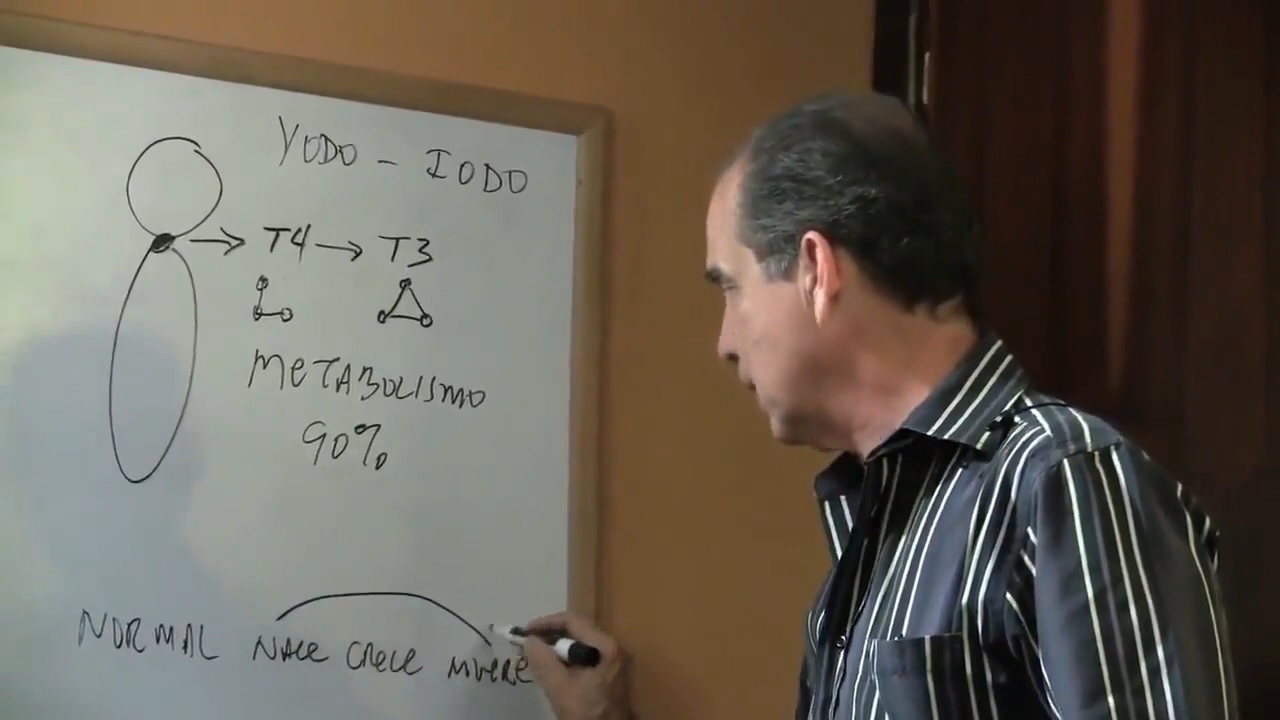 YODO - IODO
T4 → T3
METABOLISMO
90%
NORMAL NACE CRECE MUERE